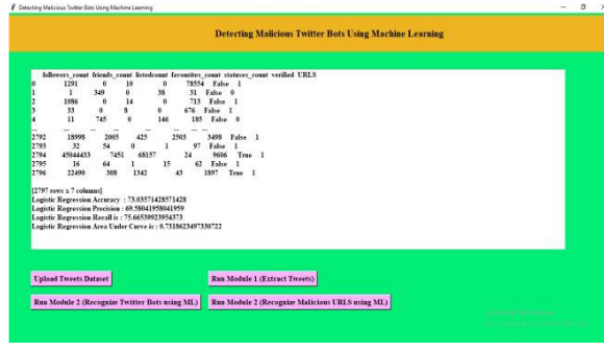 Detecting Malicious Twitter Bots Using Machine Learning
Detecting Malicious Twitter Bots Using Machine Learning
followers_count friends_count listedcount favourites_count statuses_count verified URLS
0 1291 0 10 0 78554 False 1
1 1 349 0 38 31 False 0
2 1086 0 14 0 713 False 1
3 33 0 8 0 676 False 1
4 11 745 0 146 185 False 0
... ... ... ... ... ... ... ...
2792 18998 2005 425 2503 3498 False 1
2793 32 54 0 1 97 False 1
2794 45044433 7451 68157 24 9606 True 1
2795 16 64 1 15 62 False 1
2796 22490 308 1342 43 1897 True 1
[2797 rows x 7 columns]
Logistic Regression Accuracy : 73.03571428571428
Logistic Regression Precision : 69.58041958041959
Logistic Regression Recall is : 75.66539923954373
Logistic Regression Area Under Curve is : 0.7318623497330722
Upload Tweets Dataset Run Module 1 (Extract Tweets)
Run Module 2 (Recognize Twitter Bots using ML) Run Module 2 (Recognize Malicious URLS using ML)